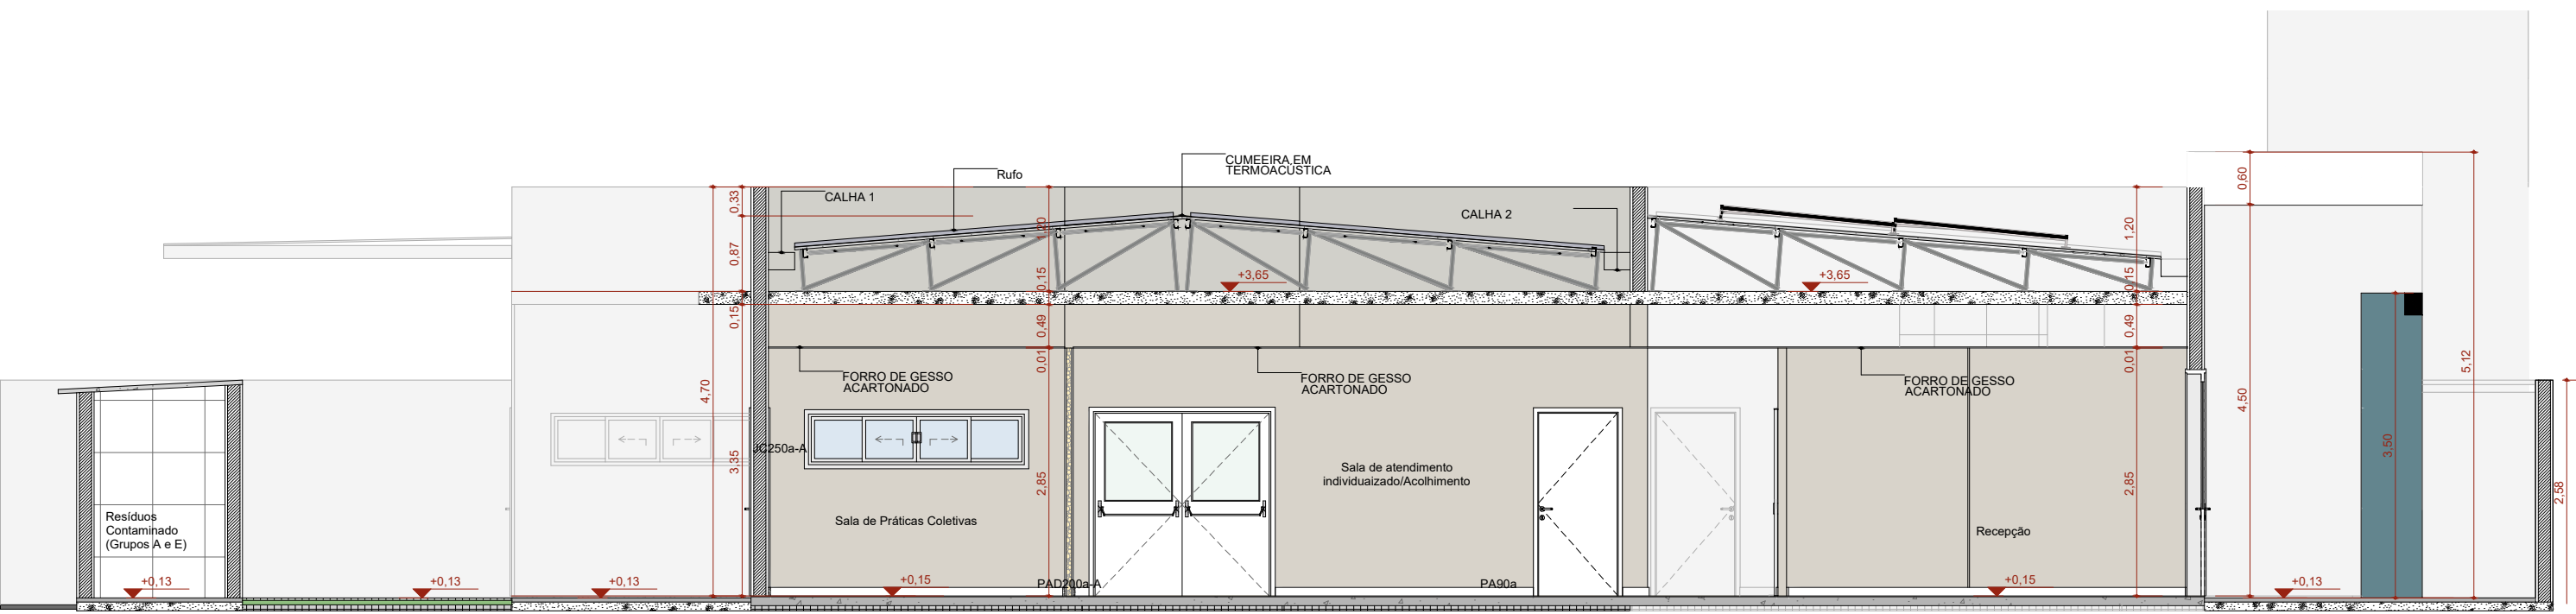 CUMEEIRA EM
TERMOACÚSTICA
Rufo
CALHA 1
CALHA 2
0,33
0,87
0,15
4,70
3,35
1,20
0,15
0,49
0,01
2,85
+3,65
+3,65
1,20
0,15
0,49
0,01
2,85
0,60
4,50
5,12
3,50
2,58
FORRO DE GESSO
ACARTONADO
FORRO DE GESSO
ACARTONADO
FORRO DE GESSO
ACARTONADO
JC250a-A
Sala de Práticas Coletivas
Sala de atendimento
individuaizado/Acolhimento
Recepção
Resíduos
Contaminado
(Grupos A e E)
PAD200a-A
PA90a
+0,13
+0,13
+0,13
+0,15
+0,15
+0,13